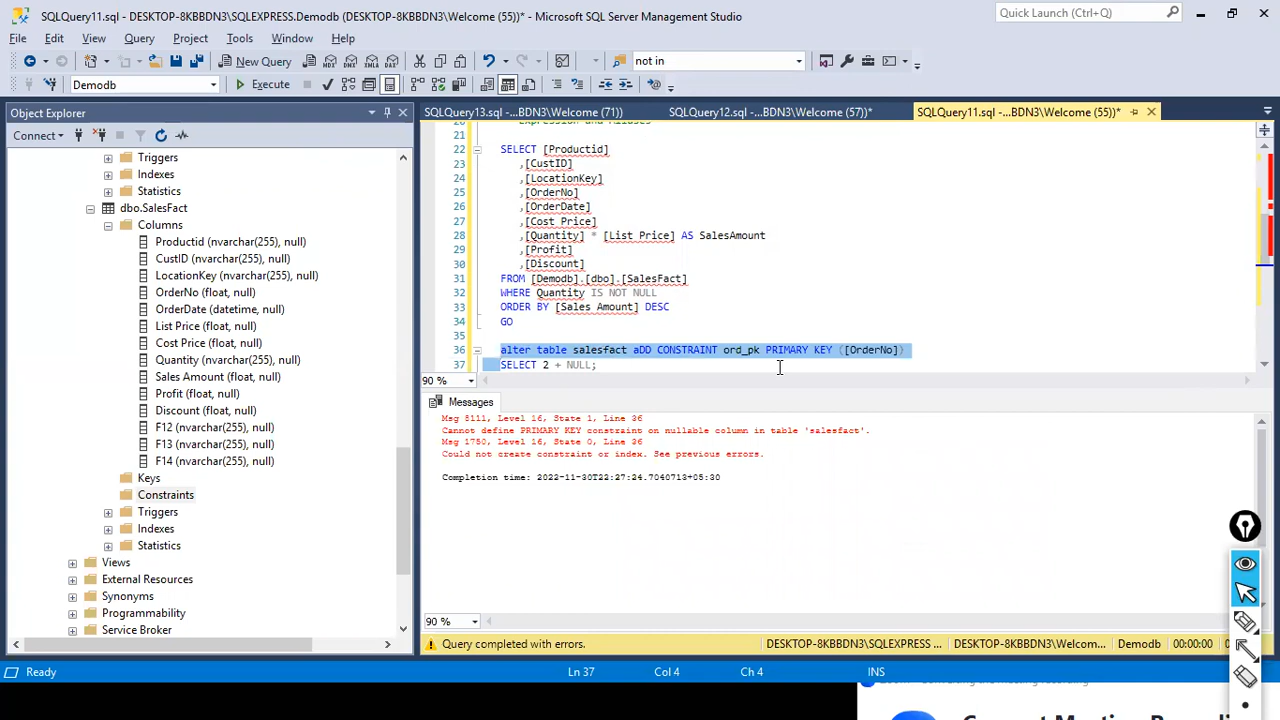 SQLQuery11.sql - DESKTOP-8KBBDN3\SQLEXPRESS.Demodb (DESKTOP-8KBBDN3\Welcome (55))* - Microsoft SQL Server Management Studio
Quick Launch (Ctrl+Q)
File Edit View Query Project Tools Window Help
New Query
MDX DMX XMLA DAX
not in
Demodb
Execute
Object Explorer
SQLQuery13.sql -...BDN3\Welcome (71))
SQLQuery12.sql -...BDN3\Welcome (57))*
SQLQuery11.sql -...BDN3\Welcome (55))*
Connect
Triggers
Indexes
Statistics
dbo.SalesFact
Columns
Productid (nvarchar(255), null)
CustID (nvarchar(255), null)
LocationKey (nvarchar(255), null)
OrderNo (float, null)
OrderDate (datetime, null)
List Price (float, null)
Cost Price (float, null)
Quantity (nvarchar(255), null)
Sales Amount (float, null)
Profit (float, null)
Discount (float, null)
F12 (nvarchar(255), null)
F13 (nvarchar(255), null)
F14 (nvarchar(255), null)
Keys
Constraints
Triggers
Indexes
Statistics
Views
External Resources
Synonyms
Programmability
Service Broker
20 Expression and Aliases
21
22 SELECT [Productid]
23 ,[CustID]
24 ,[LocationKey]
25 ,[OrderNo]
26 ,[OrderDate]
27 ,[Cost Price]
28 ,[Quantity] * [List Price] AS SalesAmount
29 ,[Profit]
30 ,[Discount]
31 FROM [Demodb].[dbo].[SalesFact]
32 WHERE Quantity IS NOT NULL
33 ORDER BY [Sales Amount] DESC
34 GO
35
36 alter table salesfact aDD CONSTRAINT ord_pk PRIMARY KEY ([OrderNo])
37 SELECT 2 + NULL;
90 %
Messages
Msg 8111, Level 16, State 1, Line 36
Cannot define PRIMARY KEY constraint on nullable column in table 'salesfact'.
Msg 1750, Level 16, State 0, Line 36
Could not create constraint or index. See previous errors.
Completion time: 2022-11-30T22:27:24.7040713+05:30
90 %
Query completed with errors.
DESKTOP-8KBBDN3\SQLEXPRESS ...
DESKTOP-8KBBDN3\Welcom...
Demodb
00:00:00
Ready
Ln 37
Col 4
Ch 4
INS